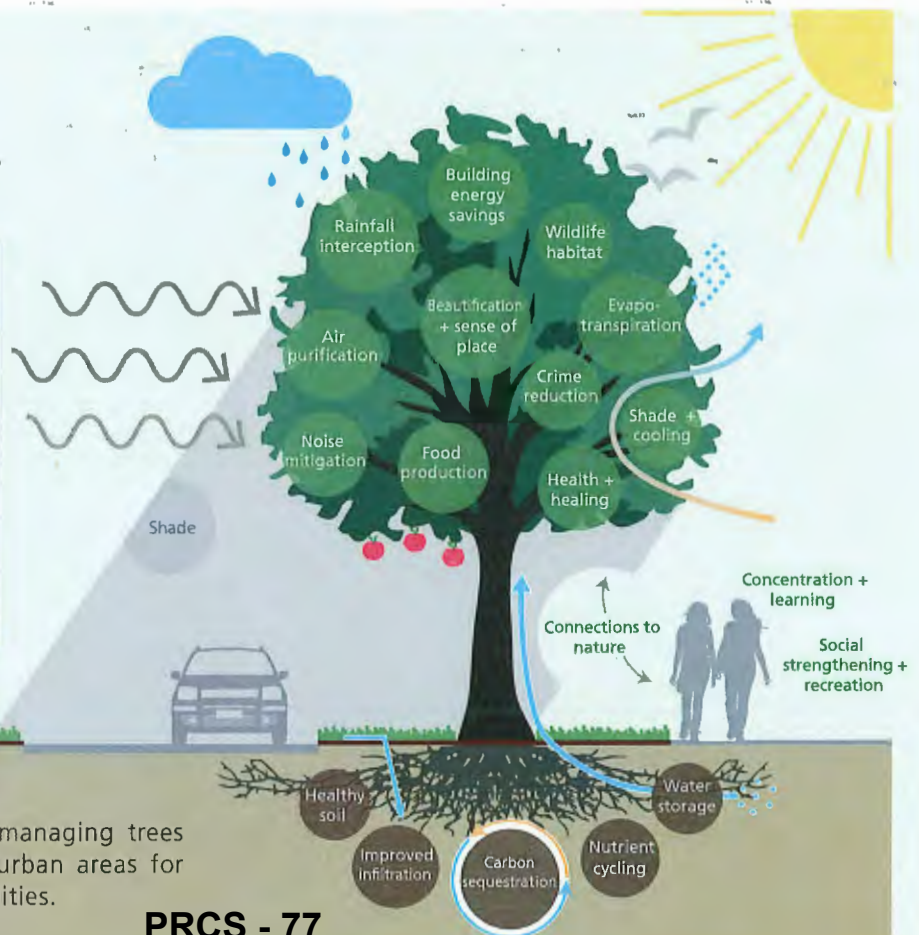 Building
energy
savings
Rainfall
interception
Wildlife
habitat
Beautification
+ sense of
place
Evapo-
transpiration
Air
purification
Crime
reduction
Shade +
cooling
Noise
mitigation
Food
production
Health +
healing
Shade
Concentration +
learning
Connections to
nature
Social
strengthening +
recreation
Healthy
soil
Water
storage
Improved
infiltration
Carbon
sequestration
Nutrient
cycling
managing trees
urban areas for
ities.
PRCS - 77